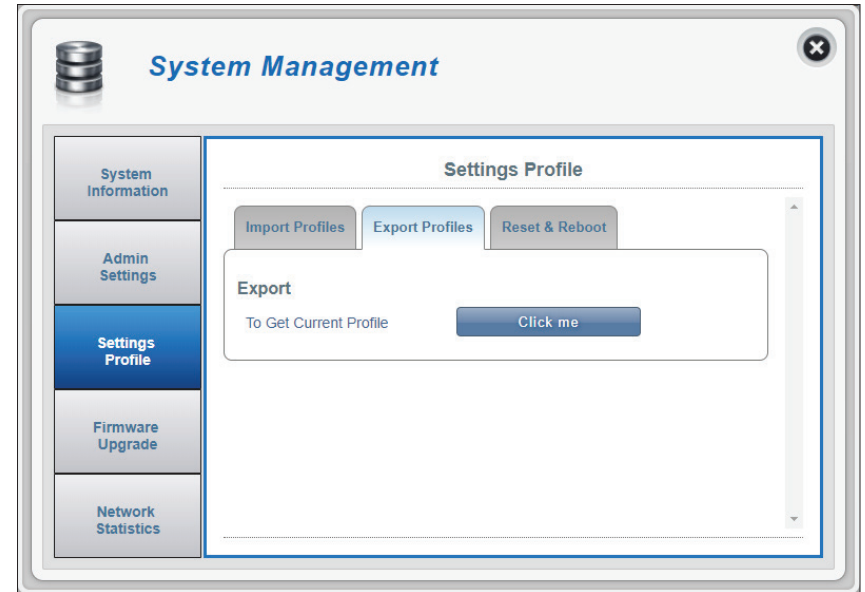 System Management
System
Information
Admin
Settings
Settings
Profile
Firmware
Upgrade
Network
Statistics
Settings Profile
Import Profiles
Export Profiles
Reset & Reboot
Export
To Get Current Profile
Click me